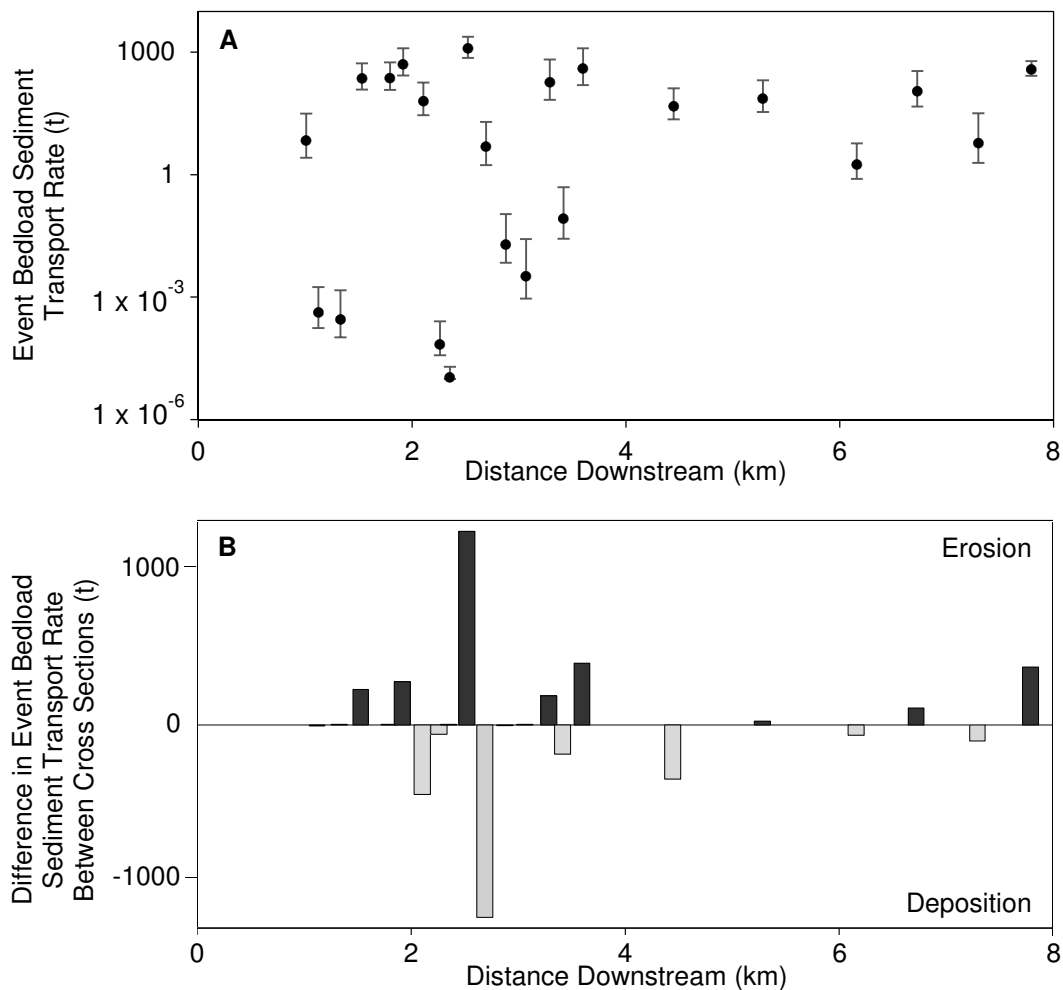 A
Event Bedload Sediment
Transport Rate (t)
1000
1
1 x 10⁻³
1 x 10⁻⁶
0 2 4 6 8
Distance Downstream (km)
B
Erosion
Difference in Event Bedload
Sediment Transport Rate
Between Cross Sections (t)
1000
0
-1000
Deposition
0 2 4 6 8
Distance Downstream (km)